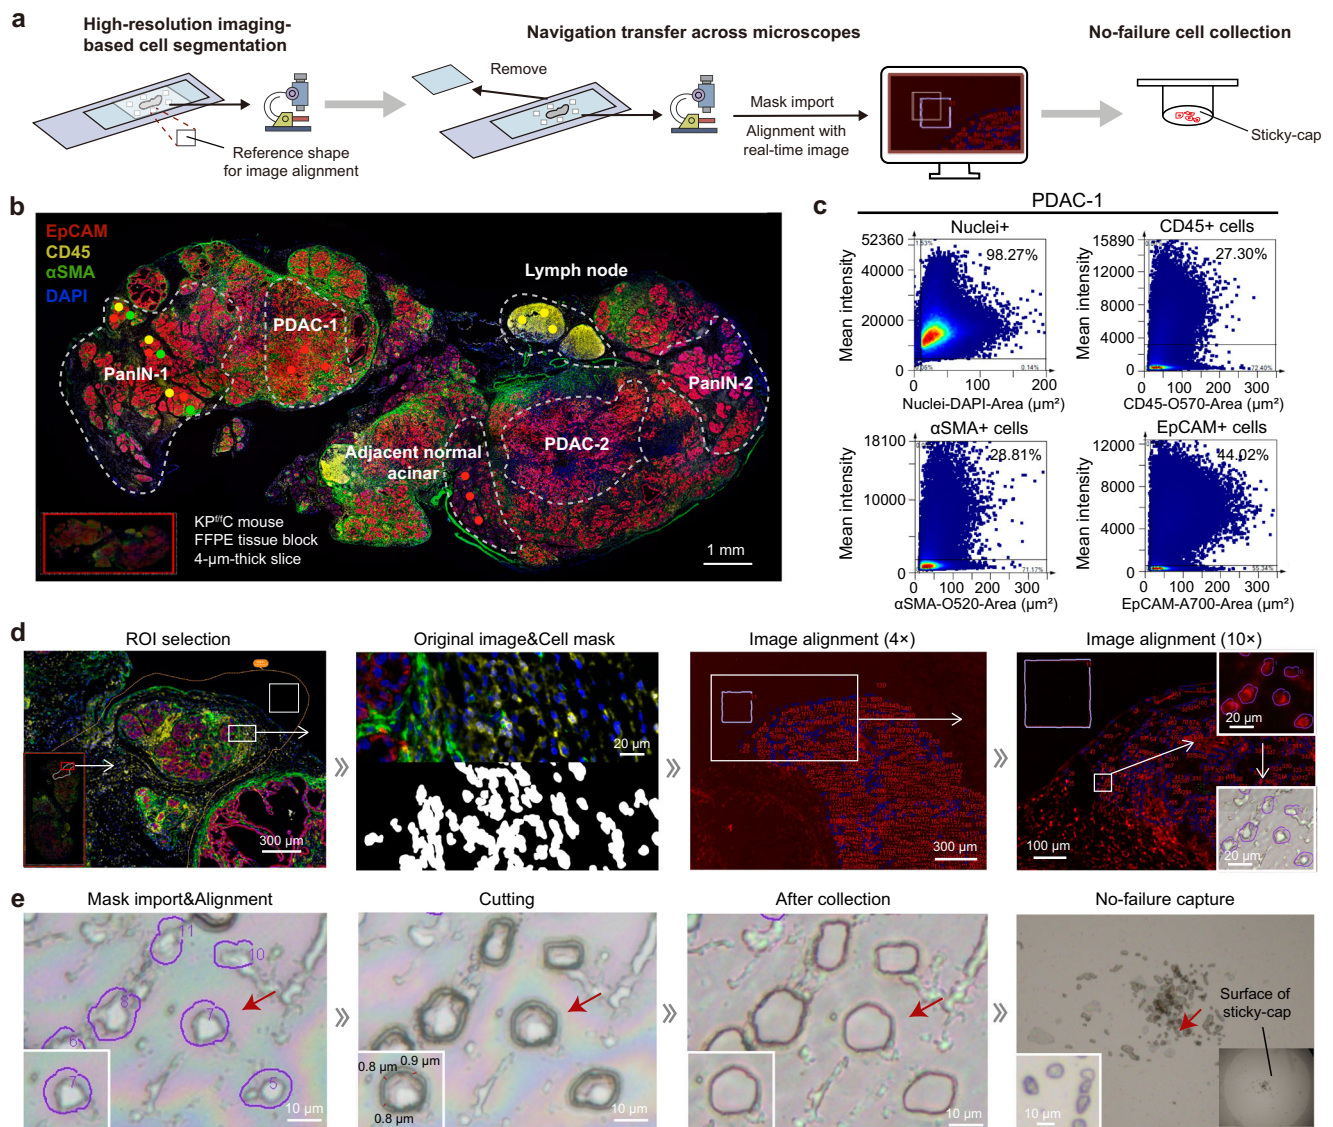 a
High-resolution imaging-
based cell segmentation
Navigation transfer across microscopes
No-failure cell collection
Remove
Reference shape
for image alignment
Mask import
Alignment with
real-time image
Sticky-cap
b
EpCAM
CD45
αSMA
DAPI
Lymph node
PDAC-1
PanIN-1
PanIN-2
PDAC-2
Adjacent normal
acinar
KPf/fC mouse
FFPE tissue block
4-μm-thick slice
1 mm
c
PDAC-1
Nuclei+
52360
40000
20000
0
98.27%
0.14%
0 50 100 150 200
Mean intensity
Nuclei-DAPI-Area (μm²)
CD45+ cells
15890
12000
8000
4000
0
27.30%
72.40%
0 100 200 300
Mean intensity
CD45-O570-Area (μm²)
αSMA+ cells
18100
10000
0
28.81%
71.17%
0 100 200 300
Mean intensity
αSMA-O520-Area (μm²)
EpCAM+ cells
12000
8000
4000
0
44.02%
55.34%
0 100 200 300
Mean intensity
EpCAM-A700-Area (μm²)
d
ROI selection
Original image&Cell mask
Image alignment (4×)
Image alignment (10×)
300 μm
20 μm
300 μm
100 μm
20 μm
20 μm
e
Mask import&Alignment
Cutting
After collection
No-failure capture
11
10
8
7
6
5
7
10 μm
0.8 μm
0.9 μm
0.8 μm
10 μm
10 μm
Surface of
sticky-cap
10 μm